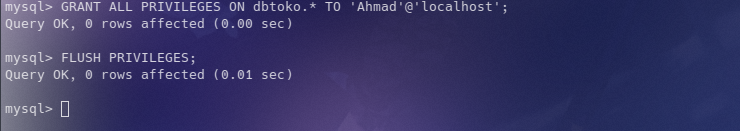 mysql> GRANT ALL PRIVILEGES ON dbtoko.* TO 'Ahmad'@'localhost';
Query OK, 0 rows affected (0.00 sec)
mysql> FLUSH PRIVILEGES;
Query OK, 0 rows affected (0.01 sec)
mysql>